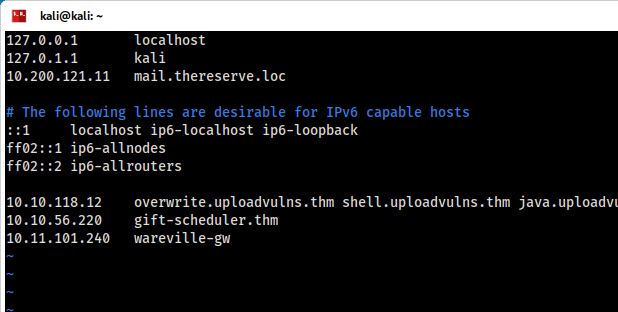 kali@kali: ~
127.0.0.1 localhost
127.0.1.1 kali
10.200.121.11 mail.thereserve.loc
# The following lines are desirable for IPv6 capable hosts
::1 localhost ip6-localhost ip6-loopback
ff02::1 ip6-allnodes
ff02::2 ip6-allrouters
10.10.118.12 overwrite.uploadvulns.thm shell.uploadvulns.thm java.uploadvu
10.10.56.220 gift-scheduler.thm
10.11.101.240 wareville-gw
~
~
~
~